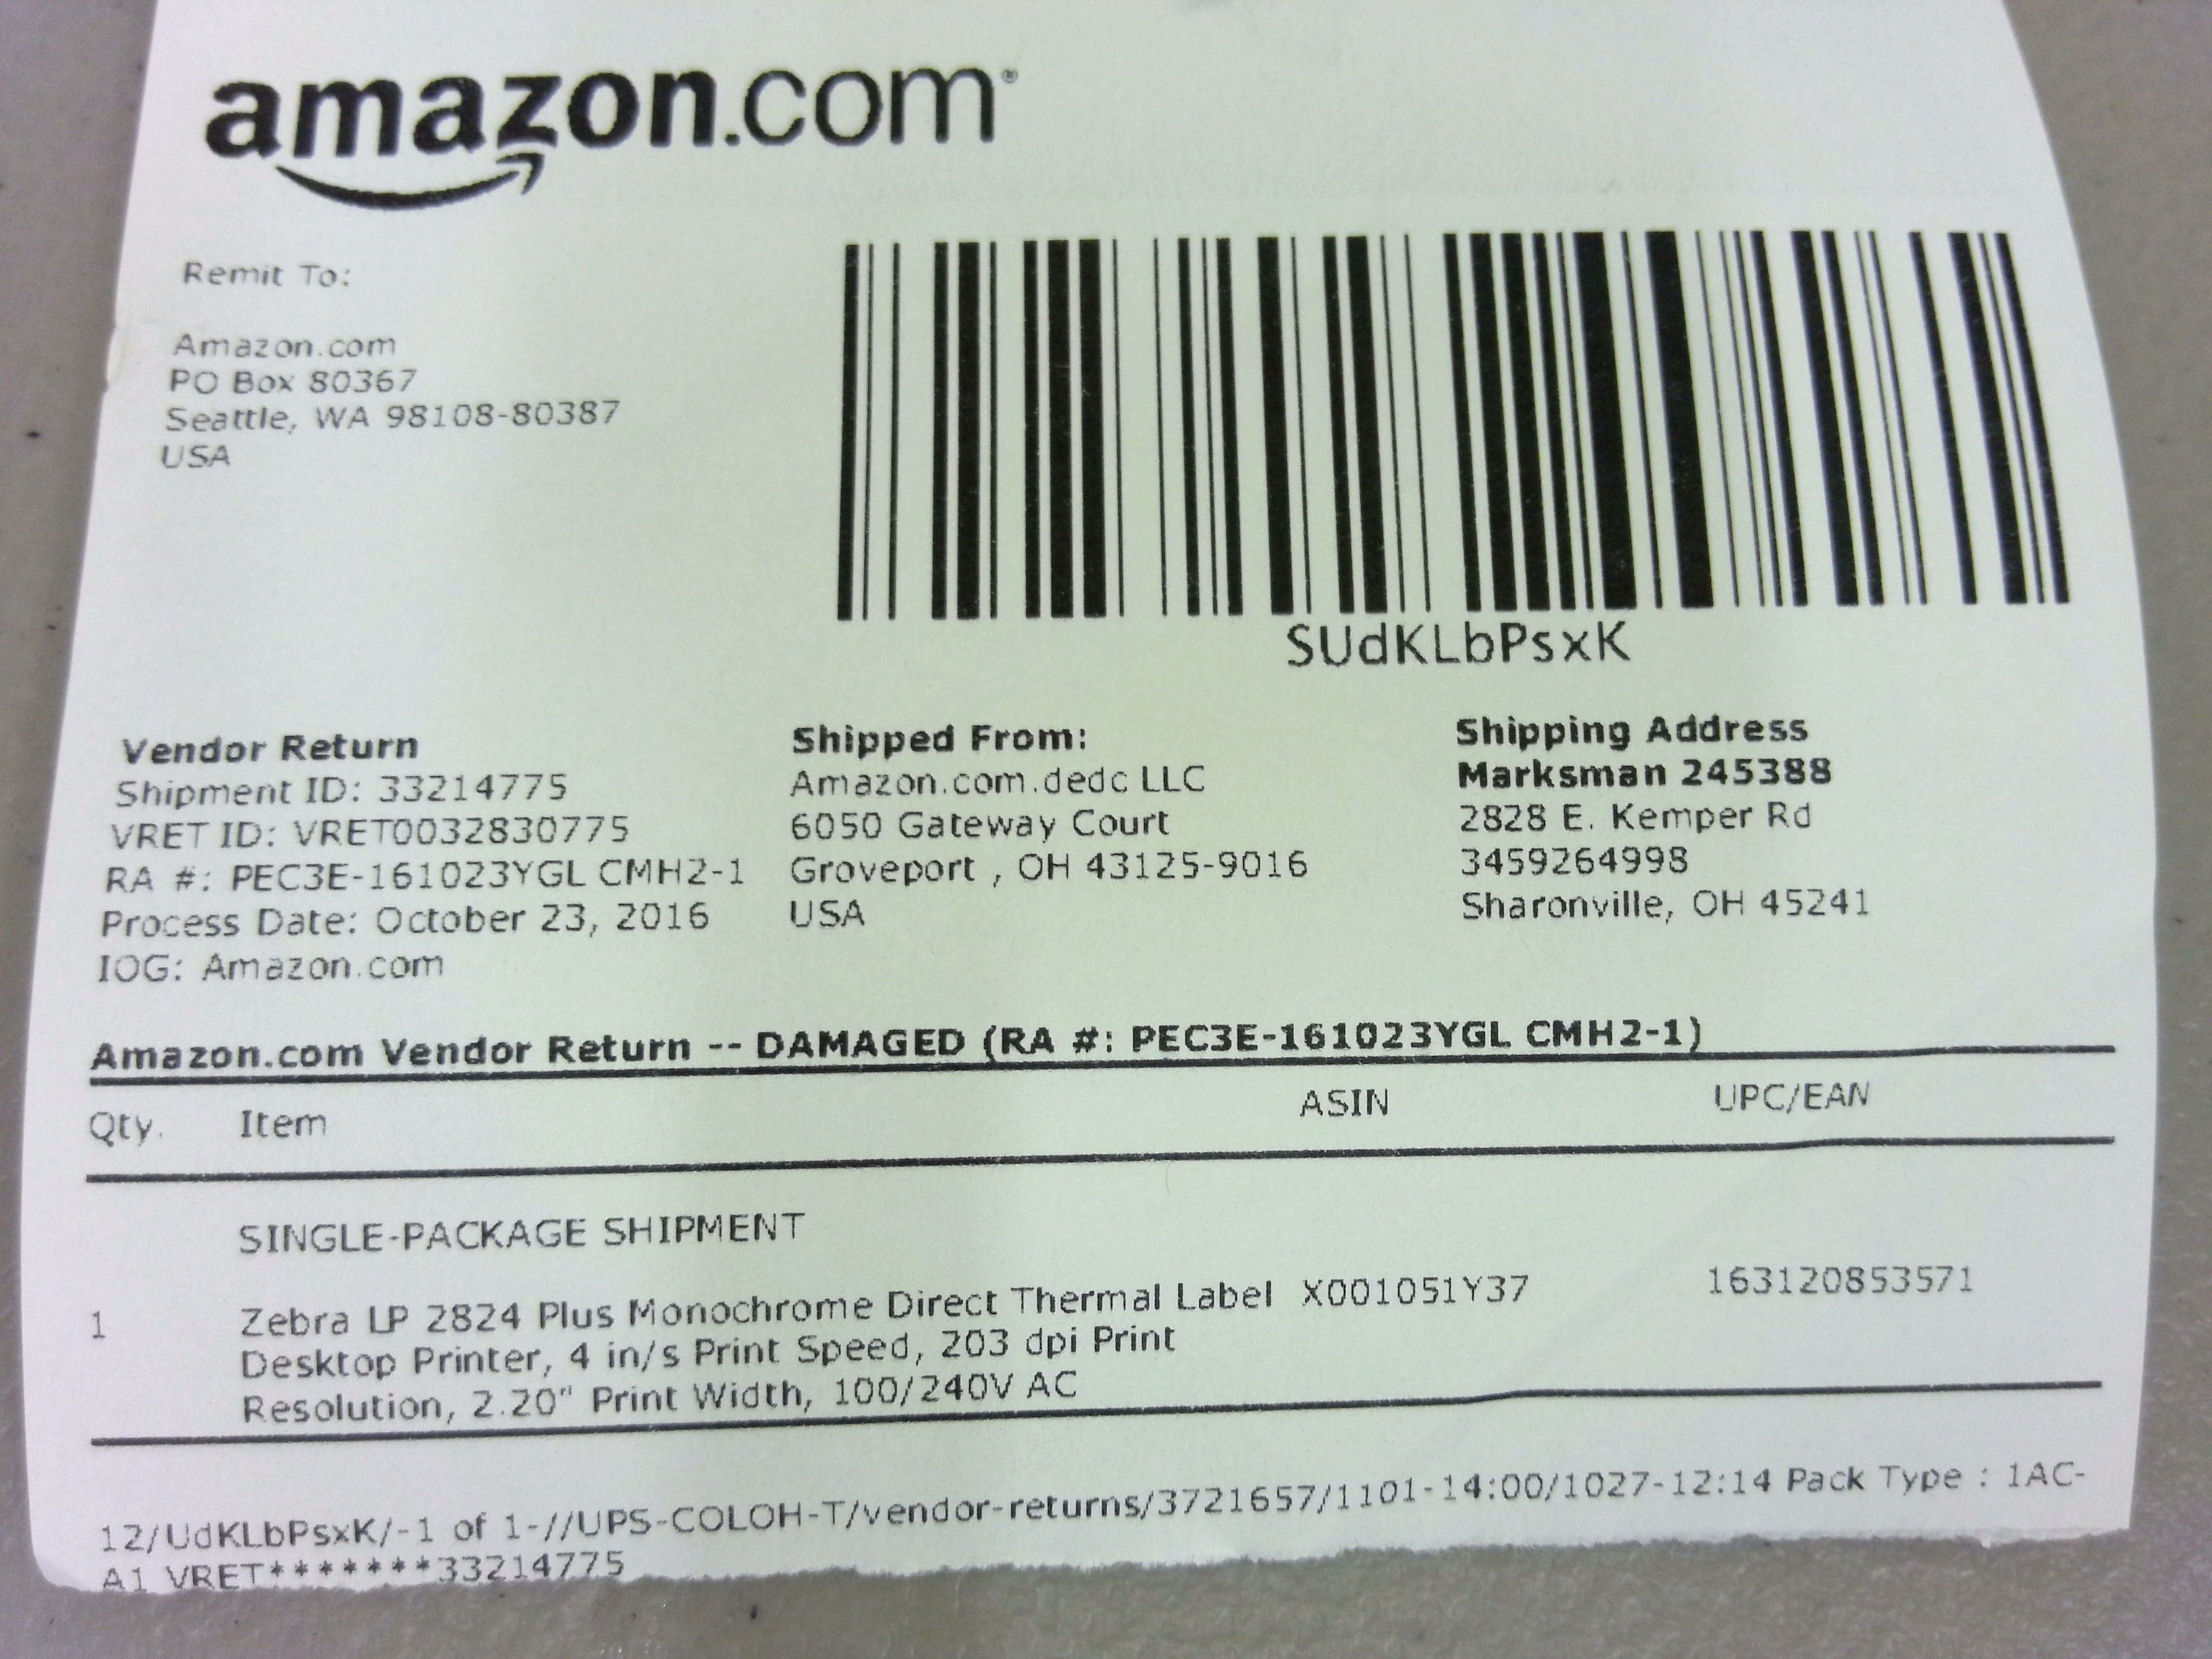 amazon.com®
Remit To:
Amazon.com
PO Box 80367
Seattle, WA 98108-80387
USA
SUdKLbPsxK
Vendor Return
Shipment ID: 33214775
VRET ID: VRET0032830775
RA #: PEC3E-161023YGL CMH2-1
Process Date: October 23, 2016
IOG: Amazon.com
Shipped From:
Amazon.com.dedc LLC
6050 Gateway Court
Groveport , OH 43125-9016
USA
Shipping Address
Marksman 245388
2828 E. Kemper Rd
3459264998
Sharonville, OH 45241
Amazon.com Vendor Return -- DAMAGED (RA #: PEC3E-161023YGL CMH2-1)
Qty. Item ASIN UPC/EAN
SINGLE-PACKAGE SHIPMENT
1 Zebra LP 2824 Plus Monochrome Direct Thermal Label X001051Y37 163120853571
Desktop Printer, 4 in/s Print Speed, 203 dpi Print
Resolution, 2.20" Print Width, 100/240V AC
12/UdKLbPsxK/-1 of 1-//UPS-COLOH-T/vendor-returns/3721657/1101-14:00/1027-12:14 Pack Type : 1AC-
A1 VRET*******33214775